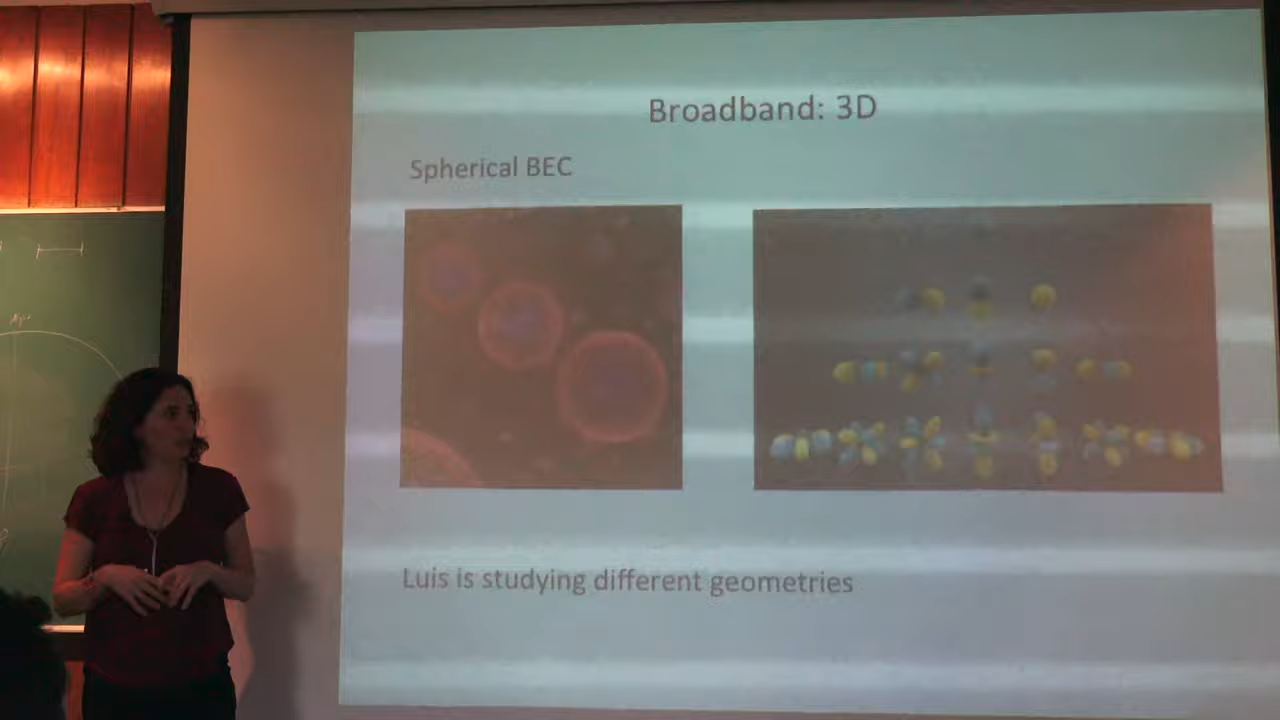 Broadband: 3D
Spherical BEC
Luis is studying different geometries